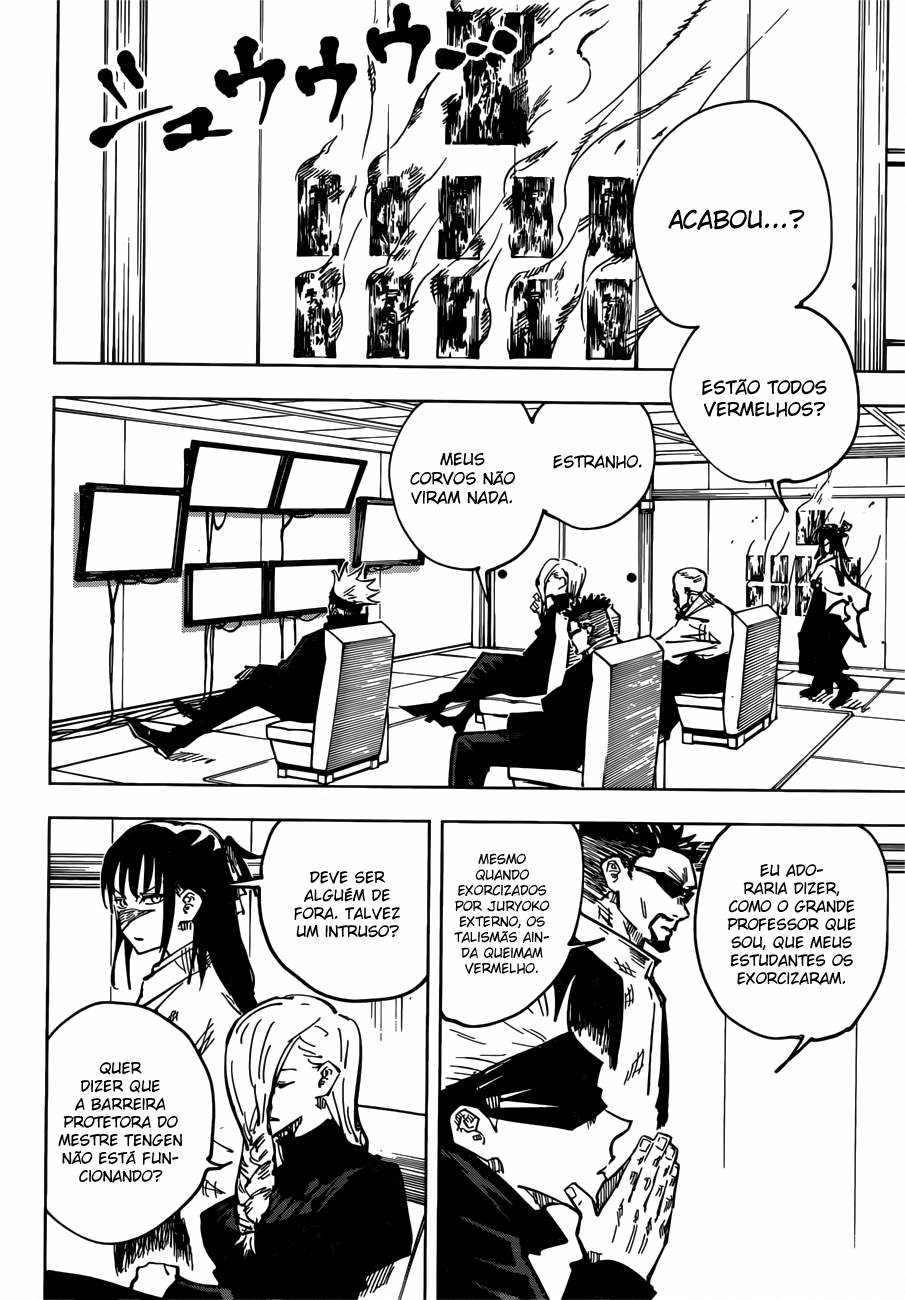 ジュウウウ...
ACABOU...?
ESTÃO TODOS
VERMELHOS?
ESTRANHO.
MEUS
CORVOS NÃO
VIRAM NADA.
EU ADO-
RARIA DIZER,
COMO O GRANDE
PROFESSOR QUE
SOU, QUE MEUS
ESTUDANTES OS
EXORCIZARAM.
MESMO
QUANDO
EXORCIZADOS
POR JURYOKO
EXTERNO, OS
TALISMÃS AIN-
DA QUEIMAM
VERMELHO.
DEVE SER
ALGUÉM DE
FORA. TALVEZ
UM INTRUSO?
QUER
DIZER QUE
A BARREIRA
PROTETORA DO
MESTRE TENGEN
NÃO ESTÁ FUN-
CIONANDO?